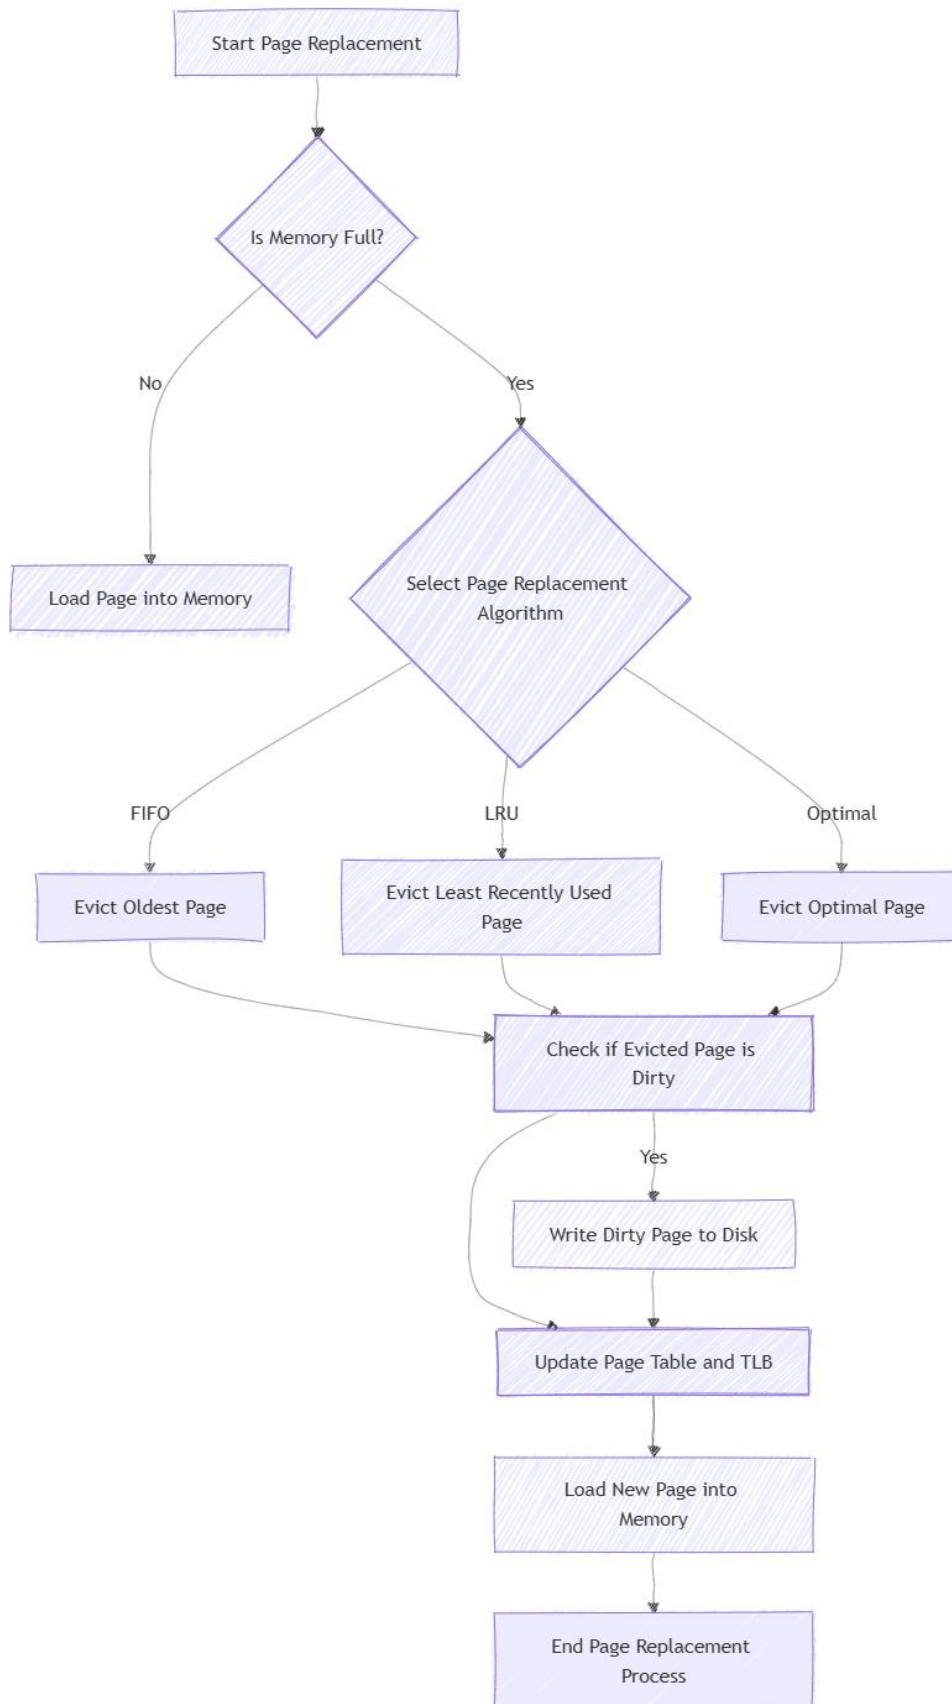 Start Page Replacement
Is Memory Full?
No
Yes
Select Page Replacement
Algorithm
Load Page into Memory
FIFO
LRU
Optimal
Evict Oldest Page
Evict Least Recently Used
Page
Evict Optimal Page
Check if Evicted Page is
Dirty
Yes
Write Dirty Page to Disk
Update Page Table and TLB
Load New Page into
Memory
End Page Replacement
Process